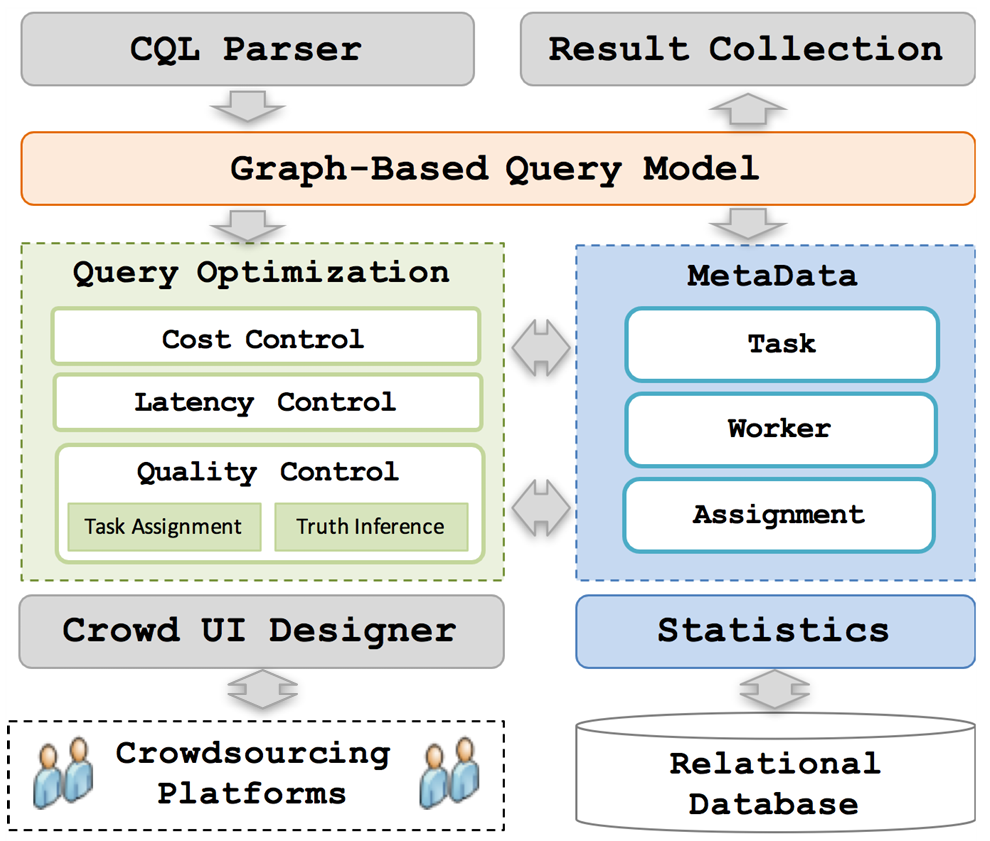 CQL Parser
Result Collection
Graph-Based Query Model
Query Optimization
Cost Control
Latency Control
Quality Control
Task Assignment
Truth Inference
MetaData
Task
Worker
Assignment
Crowd UI Designer
Statistics
Crowdsourcing
Platforms
Relational
Database